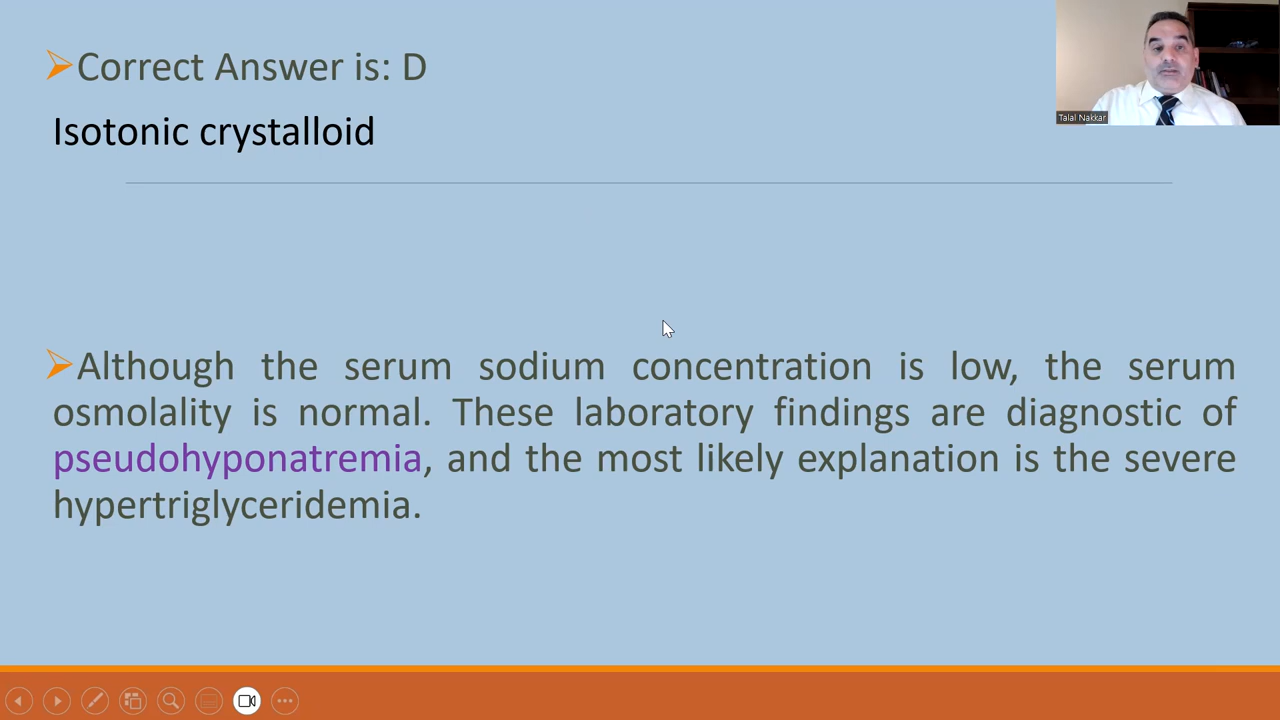 Correct Answer is: D
Isotonic crystalloid
Talal Nakkar
Although the serum sodium concentration is low, the serum
osmolality is normal. These laboratory findings are diagnostic of
pseudohyponatremia, and the most likely explanation is the severe
hypertriglyceridemia.